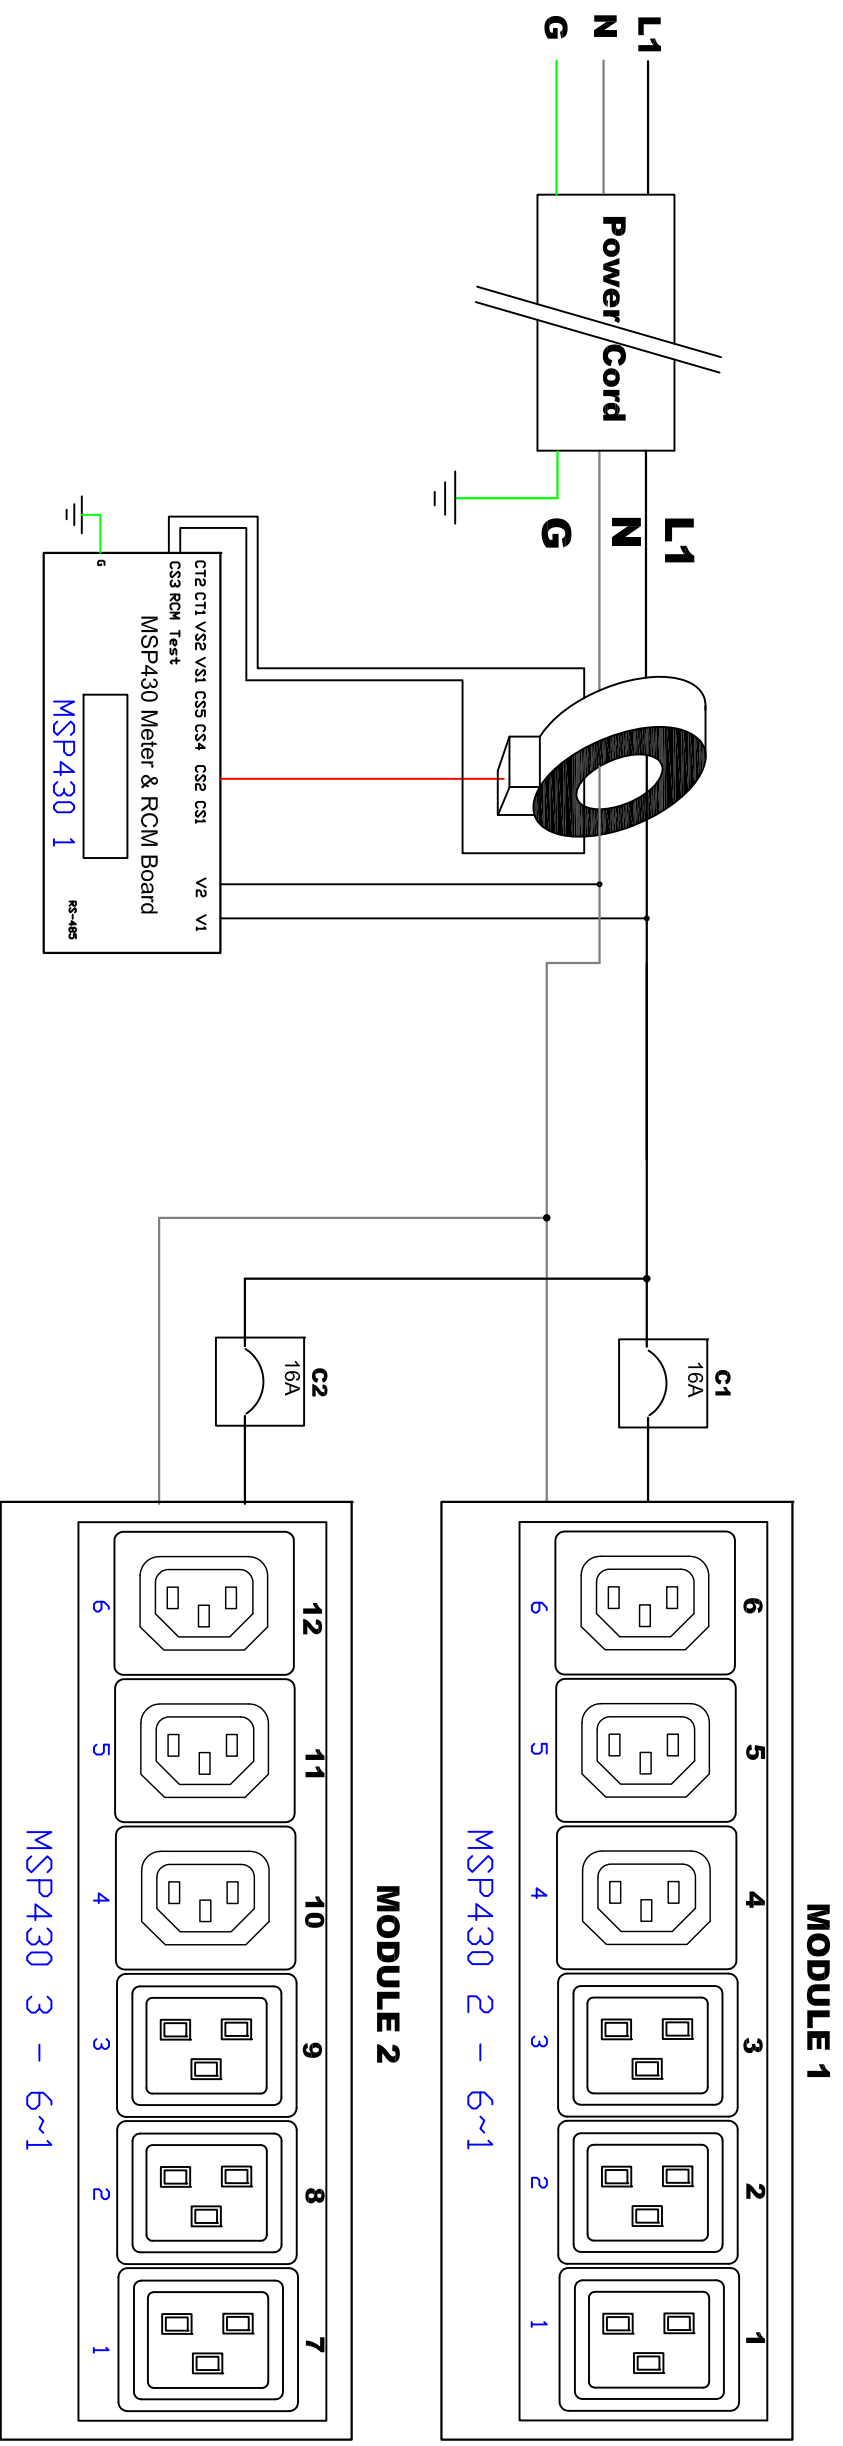 L1
N
G
Power Cord
L1
N
G
CT2 CT1 VS2 VS1 CS5 CS4 CS2 CS1 V2 V1
CS3 RCM Test
MSP430 Meter & RCM Board
G
MSP430 1
RS-485
C1
16A
C2
16A
MODULE 1
6 5 4 3 2 1
6 5 4 3 2 1
MSP430 2 - 6~1
MODULE 2
12 11 10 9 8 7
6 5 4 3 2 1
MSP430 3 - 6~1